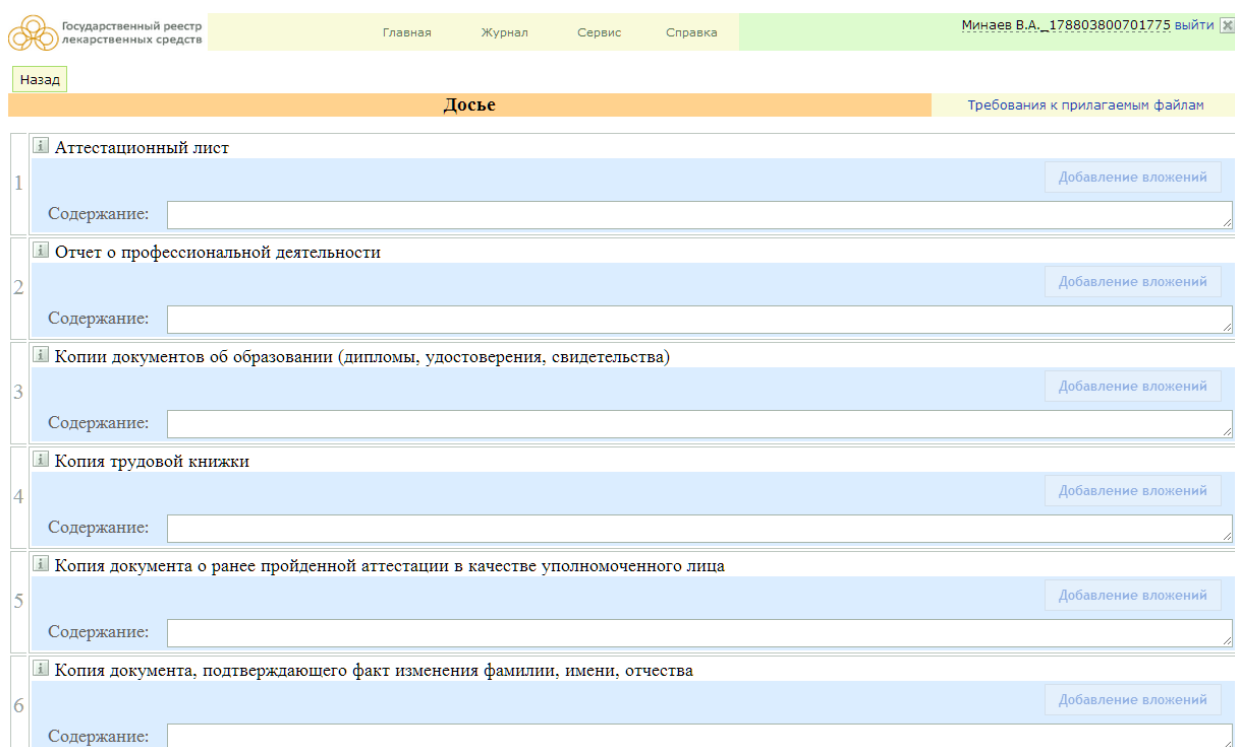 Государственный реестр
лекарственных средств
Главная Журнал Сервис Справка
Минаев В.А._178803800701775 выйти
Назад
Досье
Требования к прилагаемым файлам
1
Аттестационный лист
Добавление вложений
Содержание:
2
Отчет о профессиональной деятельности
Добавление вложений
Содержание:
3
Копии документов об образовании (дипломы, удостоверения, свидетельства)
Добавление вложений
Содержание:
4
Копия трудовой книжки
Добавление вложений
Содержание:
5
Копия документа о ранее пройденной аттестации в качестве уполномоченного лица
Добавление вложений
Содержание:
6
Копия документа, подтверждающего факт изменения фамилии, имени, отчества
Добавление вложений
Содержание: